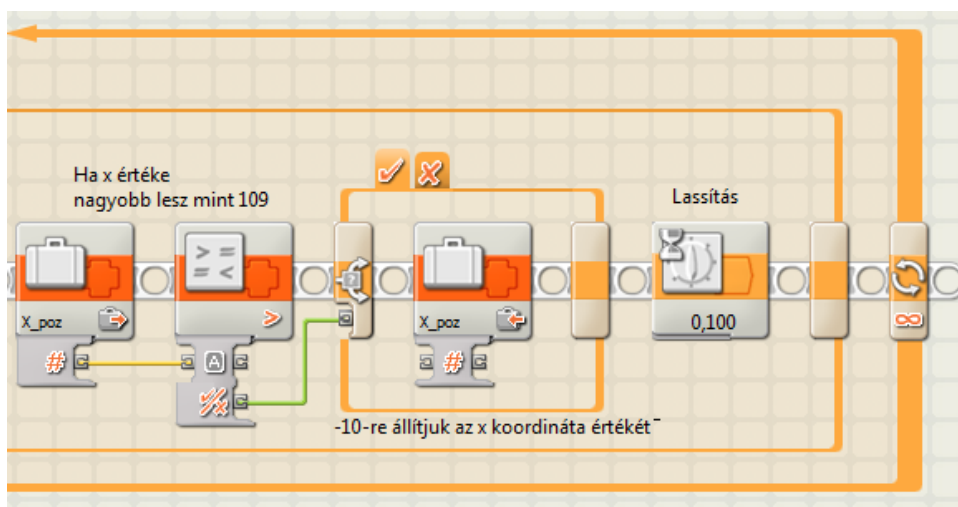 Ha x értéke
nagyobb lesz mint 109
Lassítás
> =
= <
X_poz
>
X_poz
0,100
∞
#
A
#
-10-re állítjuk az x koordináta értékét